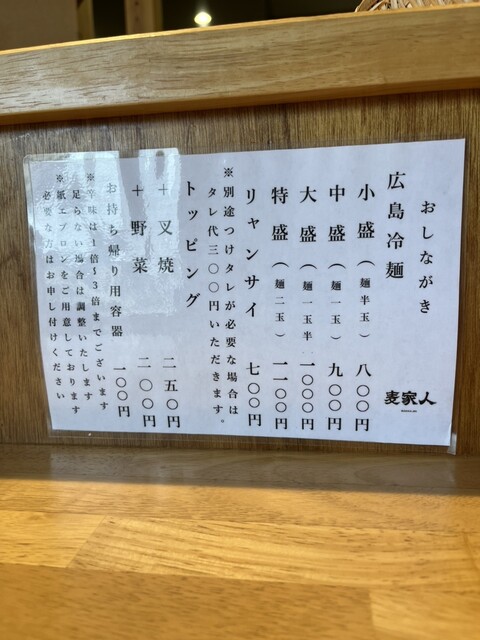 おしながき
広島冷麺
小盛(麺半玉) 八〇〇円
中盛(麺一玉) 九〇〇円
大盛(麺一玉半 一〇〇〇円
特盛(麺二玉) 一一〇〇円
リャンサイ 七〇〇円
※別途つけタレが必要な場合は
タレ代三〇〇円いただきます。
トッピング
+ 叉焼 二五〇円
+ 野菜 二〇〇円
お持ち帰り用容器 一〇〇円
※辛味は1倍~3倍までございます
足らない場合は調整いたします
※紙エプロンをご用意しております
必要な方はお申し付けください
麦家人